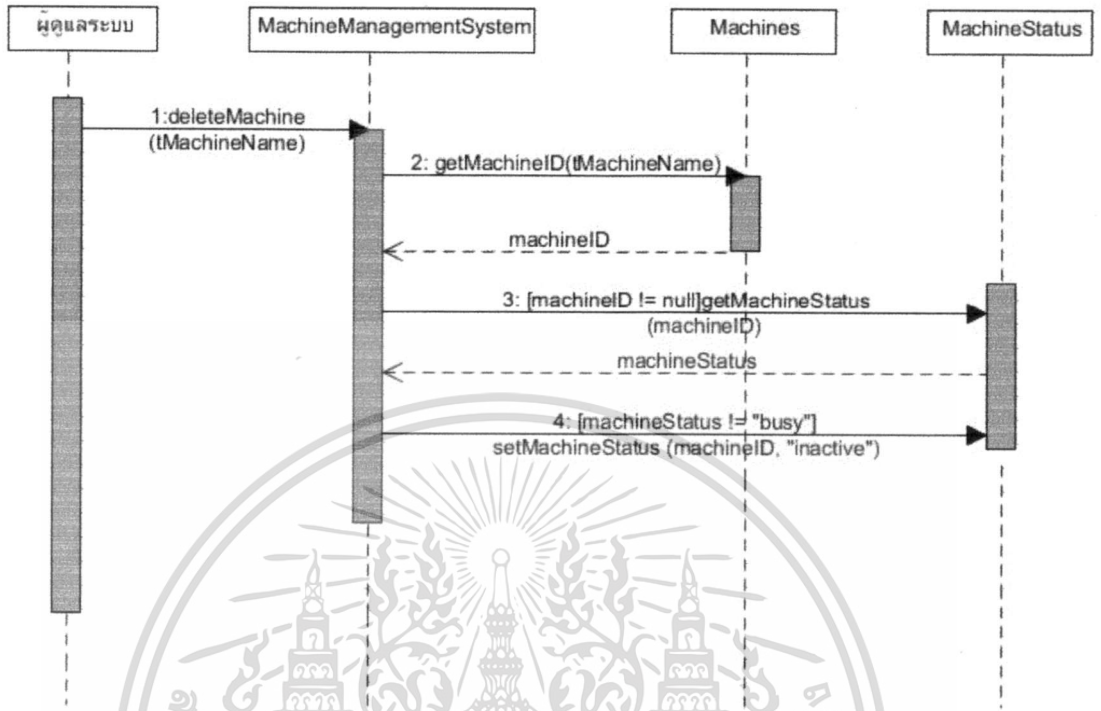 ผู้ดูแลระบบ
MachineManagementSystem
Machines
MachineStatus
1:deleteMachine
(tMachineName)
2: getMachineID(tMachineName)
machineID
3: [machineID != null]getMachineStatus
(machineID)
machineStatus
4: [machineStatus != "busy"]
setMachineStatus (machineID, "inactive")